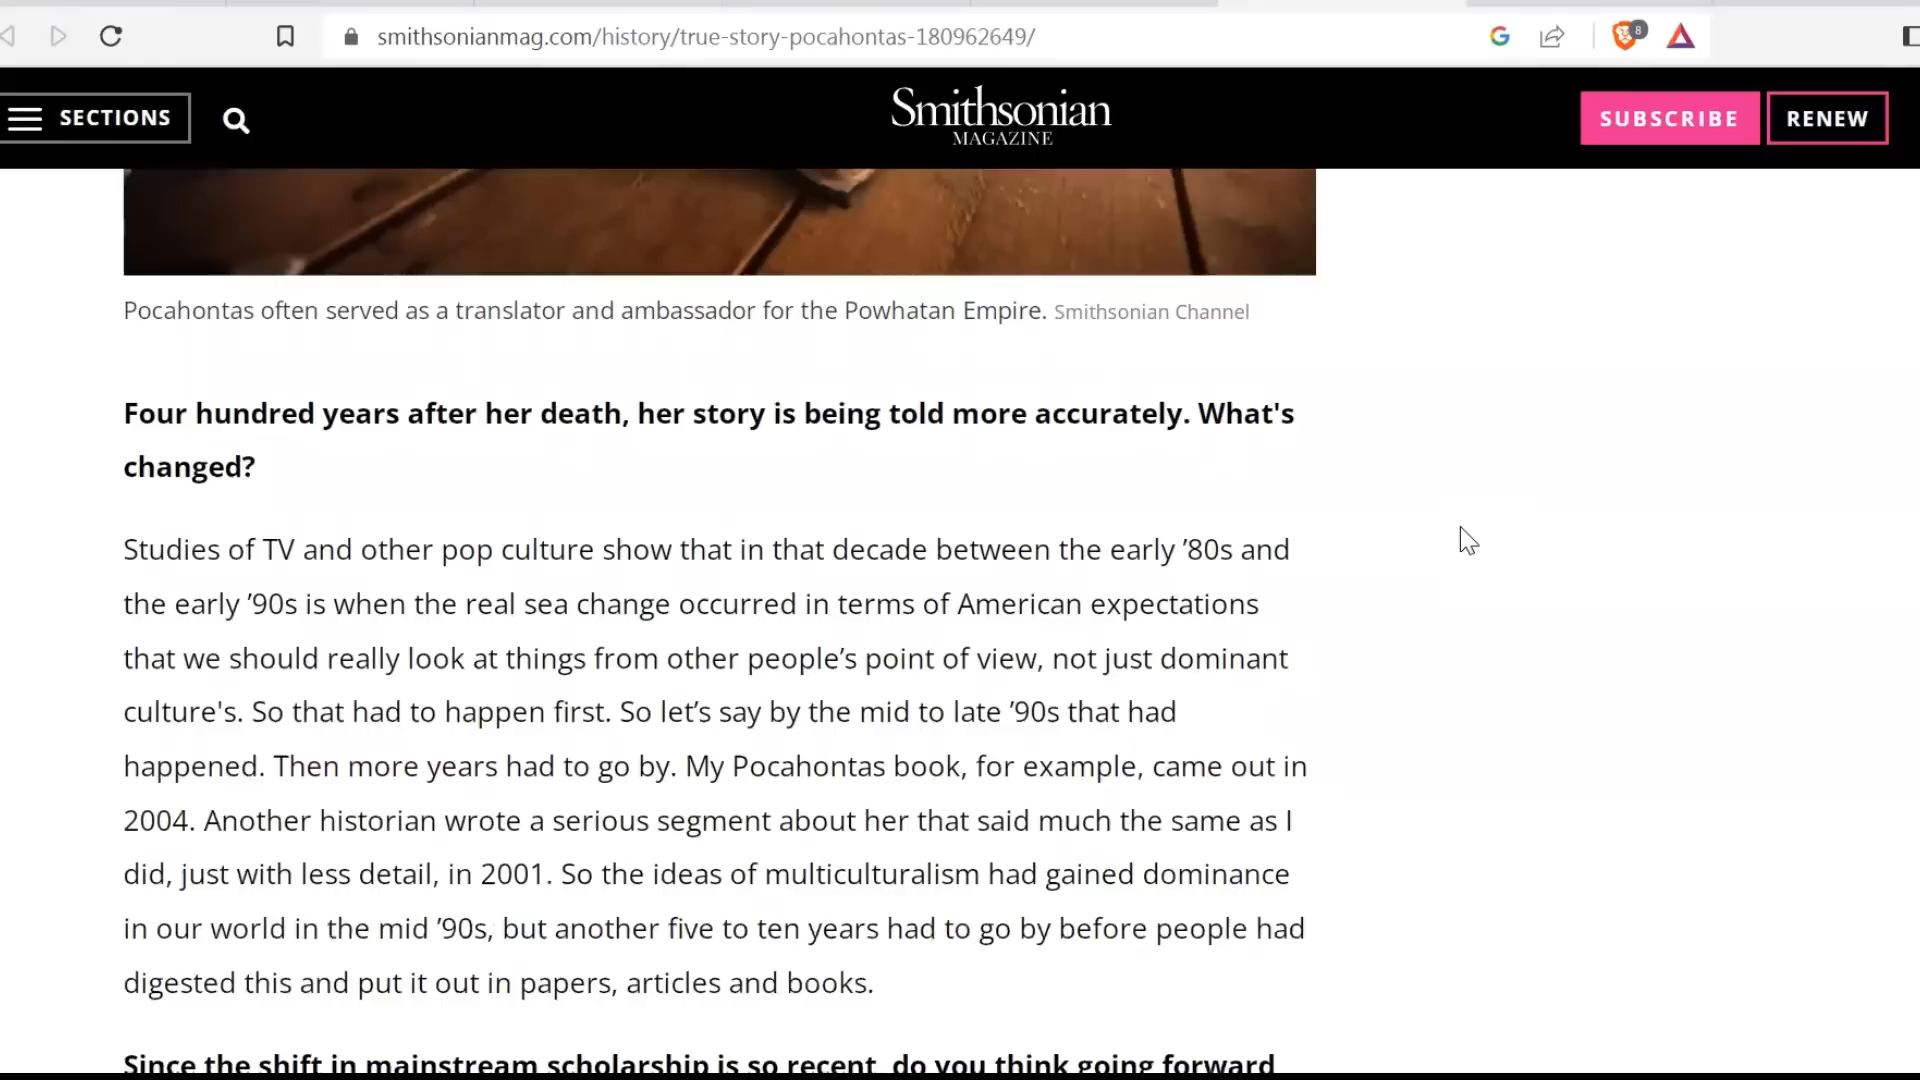 smithsonianmag.com/history/true-story-pocahontas-180962649/
8
SECTIONS
Smithsonian
MAGAZINE
SUBSCRIBE
RENEW
Pocahontas often served as a translator and ambassador for the Powhatan Empire. Smithsonian Channel
Four hundred years after her death, her story is being told more accurately. What's
changed?
Studies of TV and other pop culture show that in that decade between the early ’80s and
the early ’90s is when the real sea change occurred in terms of American expectations
that we should really look at things from other people’s point of view, not just dominant
culture's. So that had to happen first. So let’s say by the mid to late ’90s that had
happened. Then more years had to go by. My Pocahontas book, for example, came out in
2004. Another historian wrote a serious segment about her that said much the same as I
did, just with less detail, in 2001. So the ideas of multiculturalism had gained dominance
in our world in the mid ’90s, but another five to ten years had to go by before people had
digested this and put it out in papers, articles and books.
Since the shift in mainstream scholarship is so recent, do you think going forward